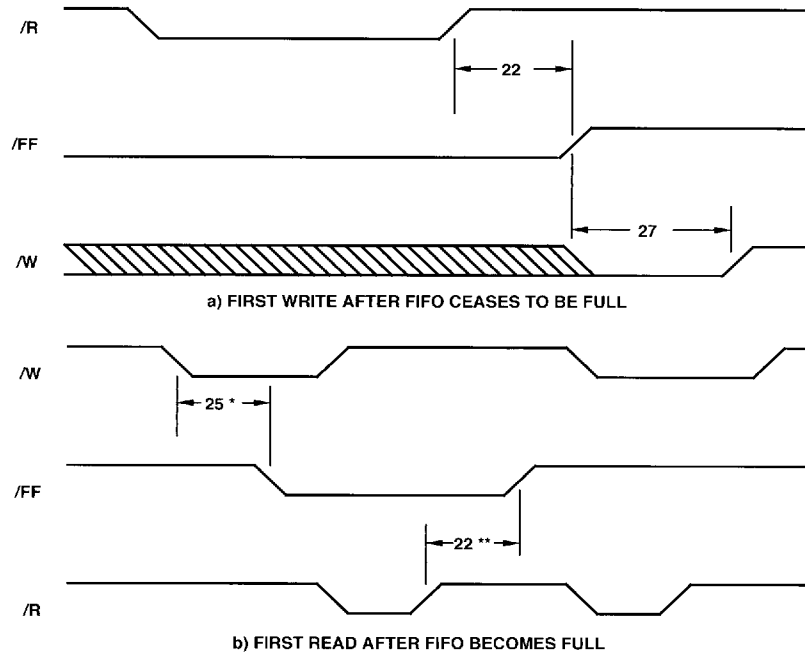 /R
22
/FF
27
/W
a) FIRST WRITE AFTER FIFO CEASES TO BE FULL
/W
25 *
/FF
22 **
/R
b) FIRST READ AFTER FIFO BECOMES FULL